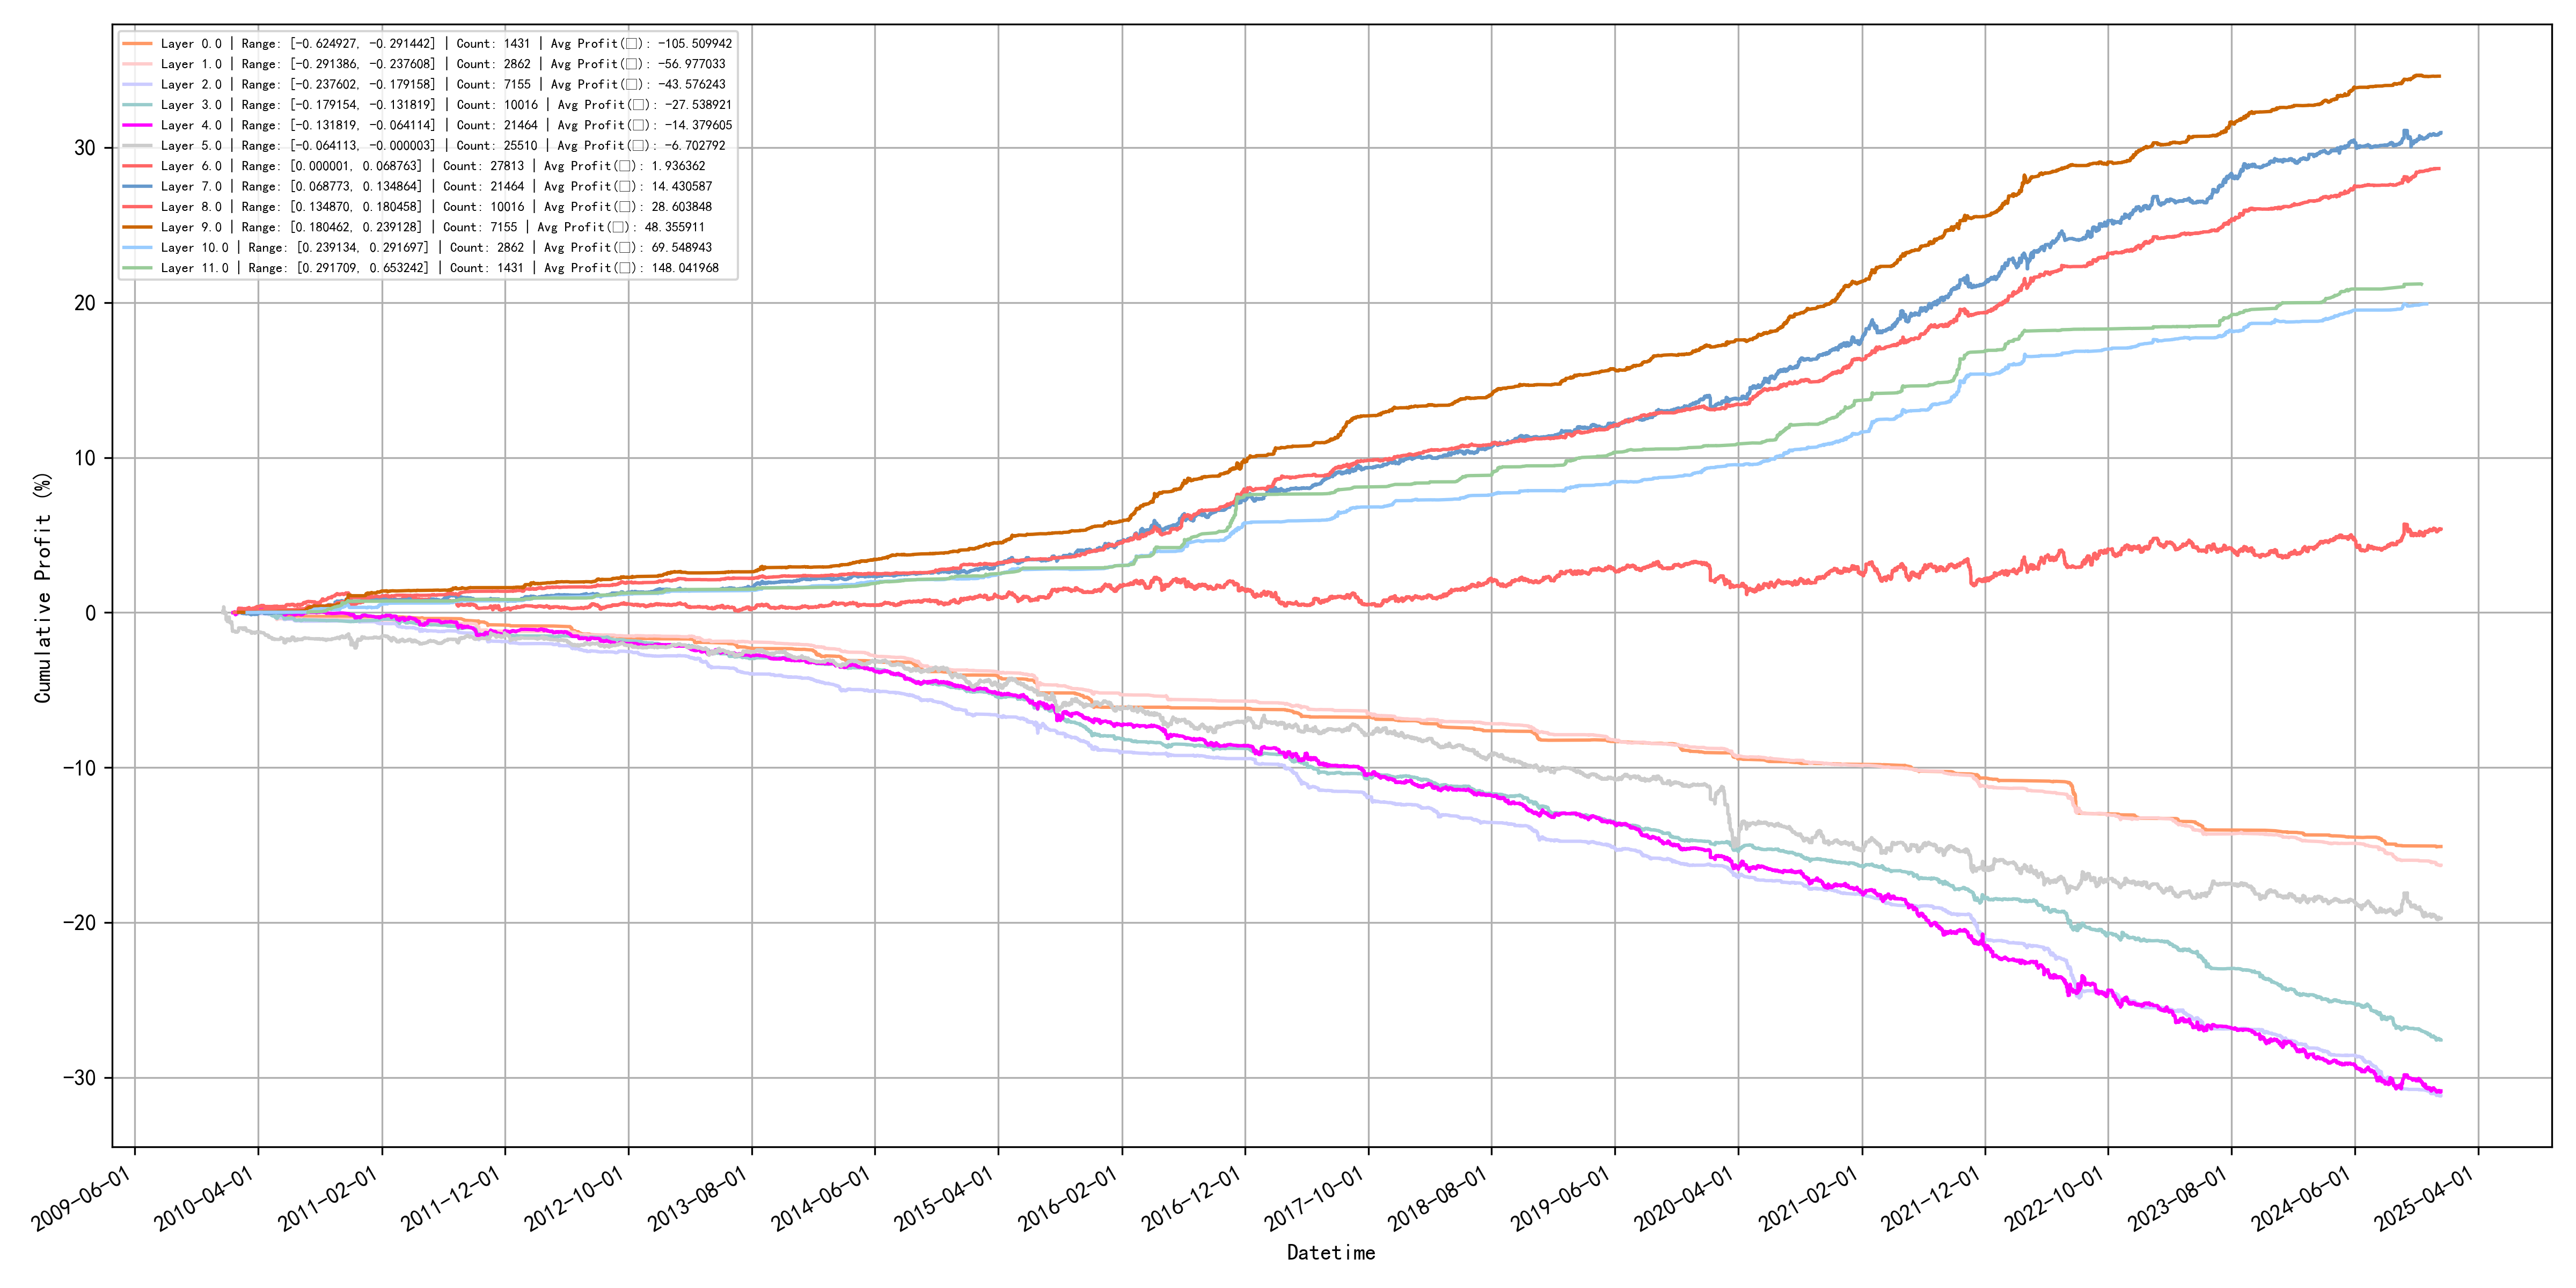 Layer 0.0 | Range: [-0.624927, -0.291442] | Count: 1431 | Avg Profit(□): -105.509942
Layer 1.0 | Range: [-0.291386, -0.237608] | Count: 2862 | Avg Profit(□): -56.977033
Layer 2.0 | Range: [-0.237602, -0.179158] | Count: 7155 | Avg Profit(□): -43.576243
Layer 3.0 | Range: [-0.179154, -0.131819] | Count: 10016 | Avg Profit(□): -27.538921
Layer 4.0 | Range: [-0.131819, -0.064114] | Count: 21464 | Avg Profit(□): -14.379605
Layer 5.0 | Range: [-0.064113, -0.000003] | Count: 25510 | Avg Profit(□): -6.702792
Layer 6.0 | Range: [0.000001, 0.068763] | Count: 27813 | Avg Profit(□): 1.936362
Layer 7.0 | Range: [0.068773, 0.134864] | Count: 21464 | Avg Profit(□): 14.430587
Layer 8.0 | Range: [0.134870, 0.180458] | Count: 10016 | Avg Profit(□): 28.603848
Layer 9.0 | Range: [0.180462, 0.239128] | Count: 7155 | Avg Profit(□): 48.355911
Layer 10.0 | Range: [0.239134, 0.291697] | Count: 2862 | Avg Profit(□): 69.548943
Layer 11.0 | Range: [0.291709, 0.653242] | Count: 1431 | Avg Profit(□): 148.041968
30
20
10
0
-10
-20
-30
Cumulative Profit (%)
2009-06-01
2010-04-01
2011-02-01
2011-12-01
2012-10-01
2013-08-01
2014-06-01
2015-04-01
2016-02-01
2016-12-01
2017-10-01
2018-08-01
2019-06-01
2020-04-01
2021-02-01
2021-12-01
2022-10-01
2023-08-01
2024-06-01
2025-04-01
Datetime